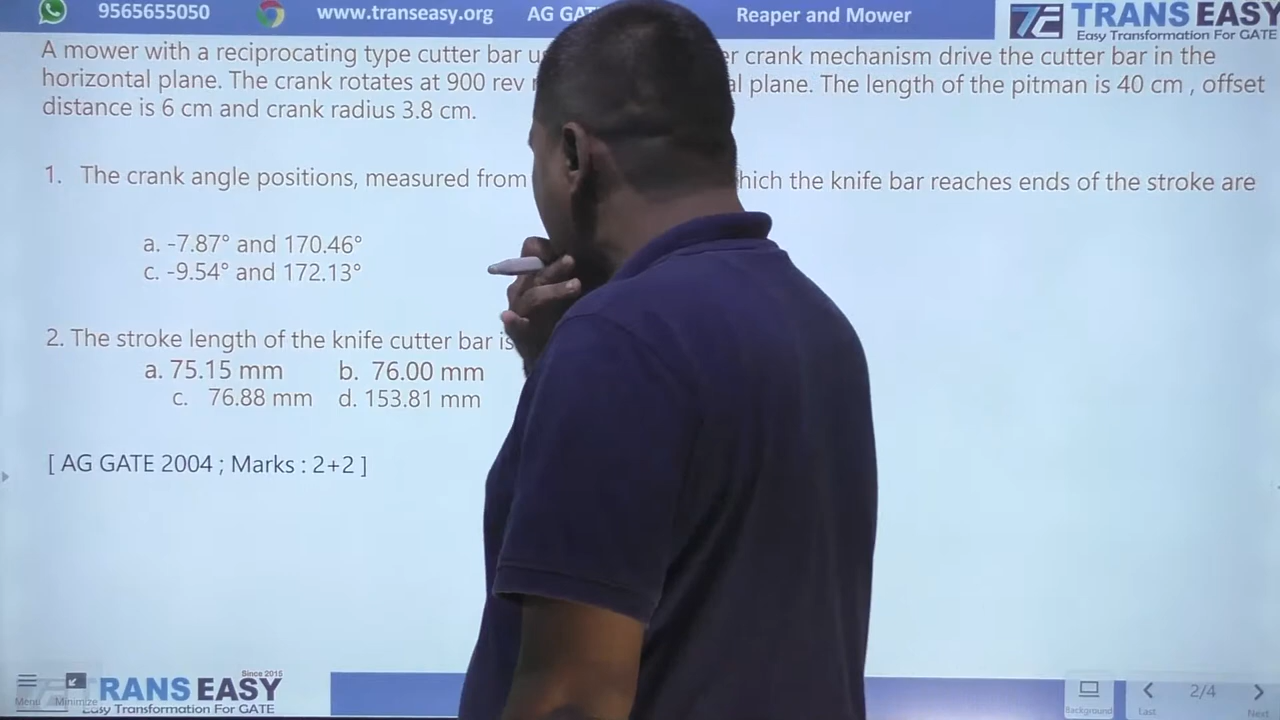 9565655050 www.transeasy.org AG GAT Reaper and Mower TRANS EASY
Easy Transformation For GATE
A mower with a reciprocating type cutter bar crank mechanism drive the cutter bar in the
horizontal plane. The crank rotates at 900 rev plane. The length of the pitman is 40 cm , offset
distance is 6 cm and crank radius 3.8 cm.
1. The crank angle positions, measured from the knife bar reaches ends of the stroke are
a. -7.87° and 170.46°
c. -9.54° and 172.13°
2. The stroke length of the knife cutter bar is
a. 75.15 mm b. 76.00 mm
c. 76.88 mm d. 153.81 mm
[ AG GATE 2004 ; Marks : 2+2 ]
Since 2016
TRANS EASY
Easy Transformation For GATE
Menu Minimize
Background Last 2/4 Next